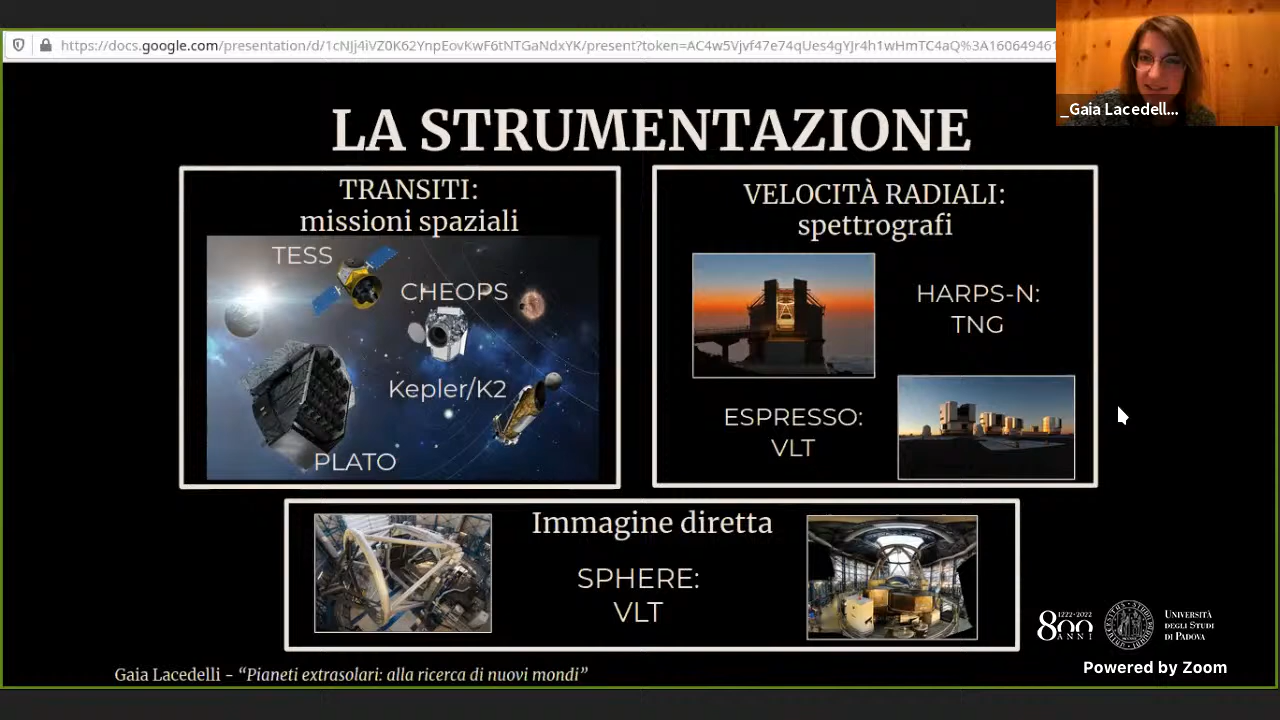 https://docs.google.com/presentation/d/1cNJj4iVZ0K62YnpEovKwF6tNTGaNdxYK/present?token=AC4w5Vjvf47e74qUes4gYJr4h1wHmTC4aQ%3A160649461
_Gaia Lacedell...
LA STRUMENTAZIONE
TRANSITI:
missioni spaziali
TESS
CHEOPS
Kepler/K2
PLATO
VELOCITÀ RADIALI:
spettrografi
HARPS-N:
TNG
ESPRESSO:
VLT
Immagine diretta
SPHERE:
VLT
1222·2022
800
ANNI
UNIVERSITÀ
DEGLI STUDI
DI PADOVA
Powered by Zoom
Gaia Lacedelli - “Pianeti extrasolari: alla ricerca di nuovi mondi”